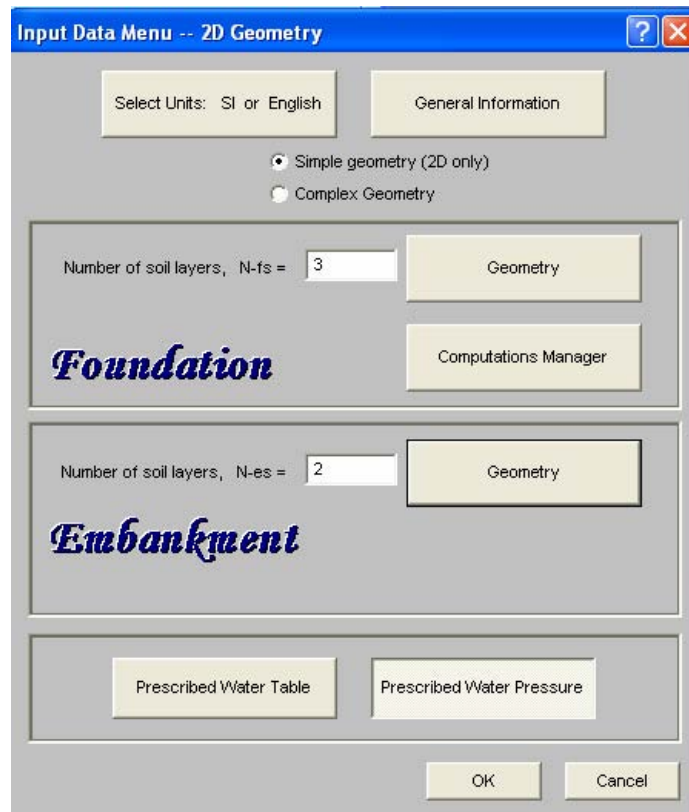 Input Data Menu -- 2D Geometry
Select Units: SI or English
General Information
Simple geometry (2D only)
Complex Geometry
Number of soil layers, N-fs = 3
Geometry
Foundation
Computations Manager
Number of soil layers, N-es = 2
Geometry
Embankment
Prescribed Water Table
Prescribed Water Pressure
OK
Cancel